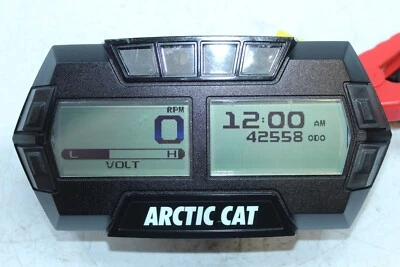 RPM
0
L H
VOLT
12:00 AM
42558 ODO
ARCTIC CAT